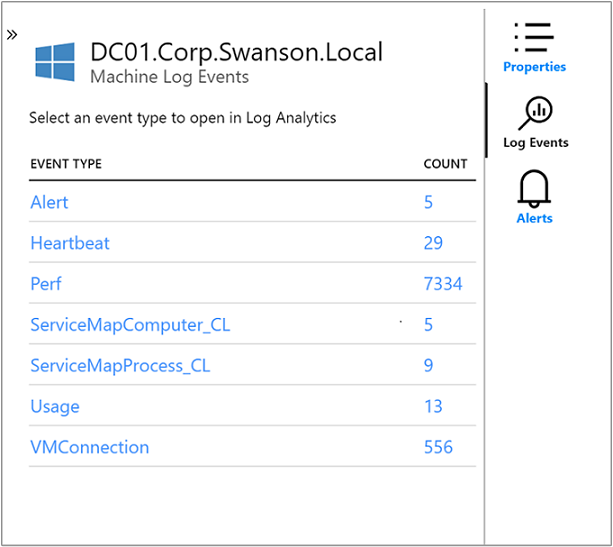 »
DC01.Corp.Swanson.Local
Machine Log Events
Select an event type to open in Log Analytics
EVENT TYPE COUNT
Alert 5
Heartbeat 29
Perf 7334
ServiceMapComputer_CL 5
ServiceMapProcess_CL 9
Usage 13
VMConnection 556
Properties
Log Events
Alerts